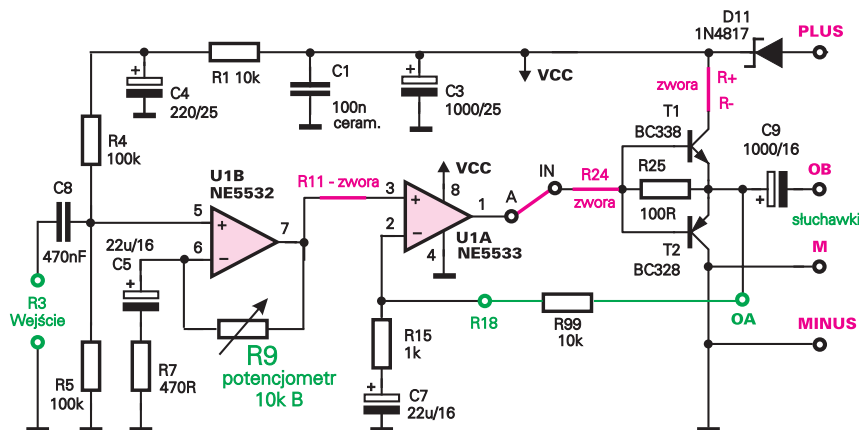 D11
1N4817
PLUS
C4
220/25
R1 10k
C1
100n
ceram.
C3
1000/25
VCC
zwora
R+
R-
T1
BC338
R4
100k
C8
470nF
U1B
NE5532
5
6
7
+
−
R11 - zwora
VCC
3
2
8
1
4
+
−
U1A
NE5533
A
IN
R24
zwora
R25
100R
C9
1000/16
+
OB
słuchawki
M
T2
BC328
22u/16
C5
+
R3
Wejście
R9
potencjometr
10k B
R7
470R
R5
100k
R15
1k
R18
R99
10k
OA
MINUS
C7
22u/16
+